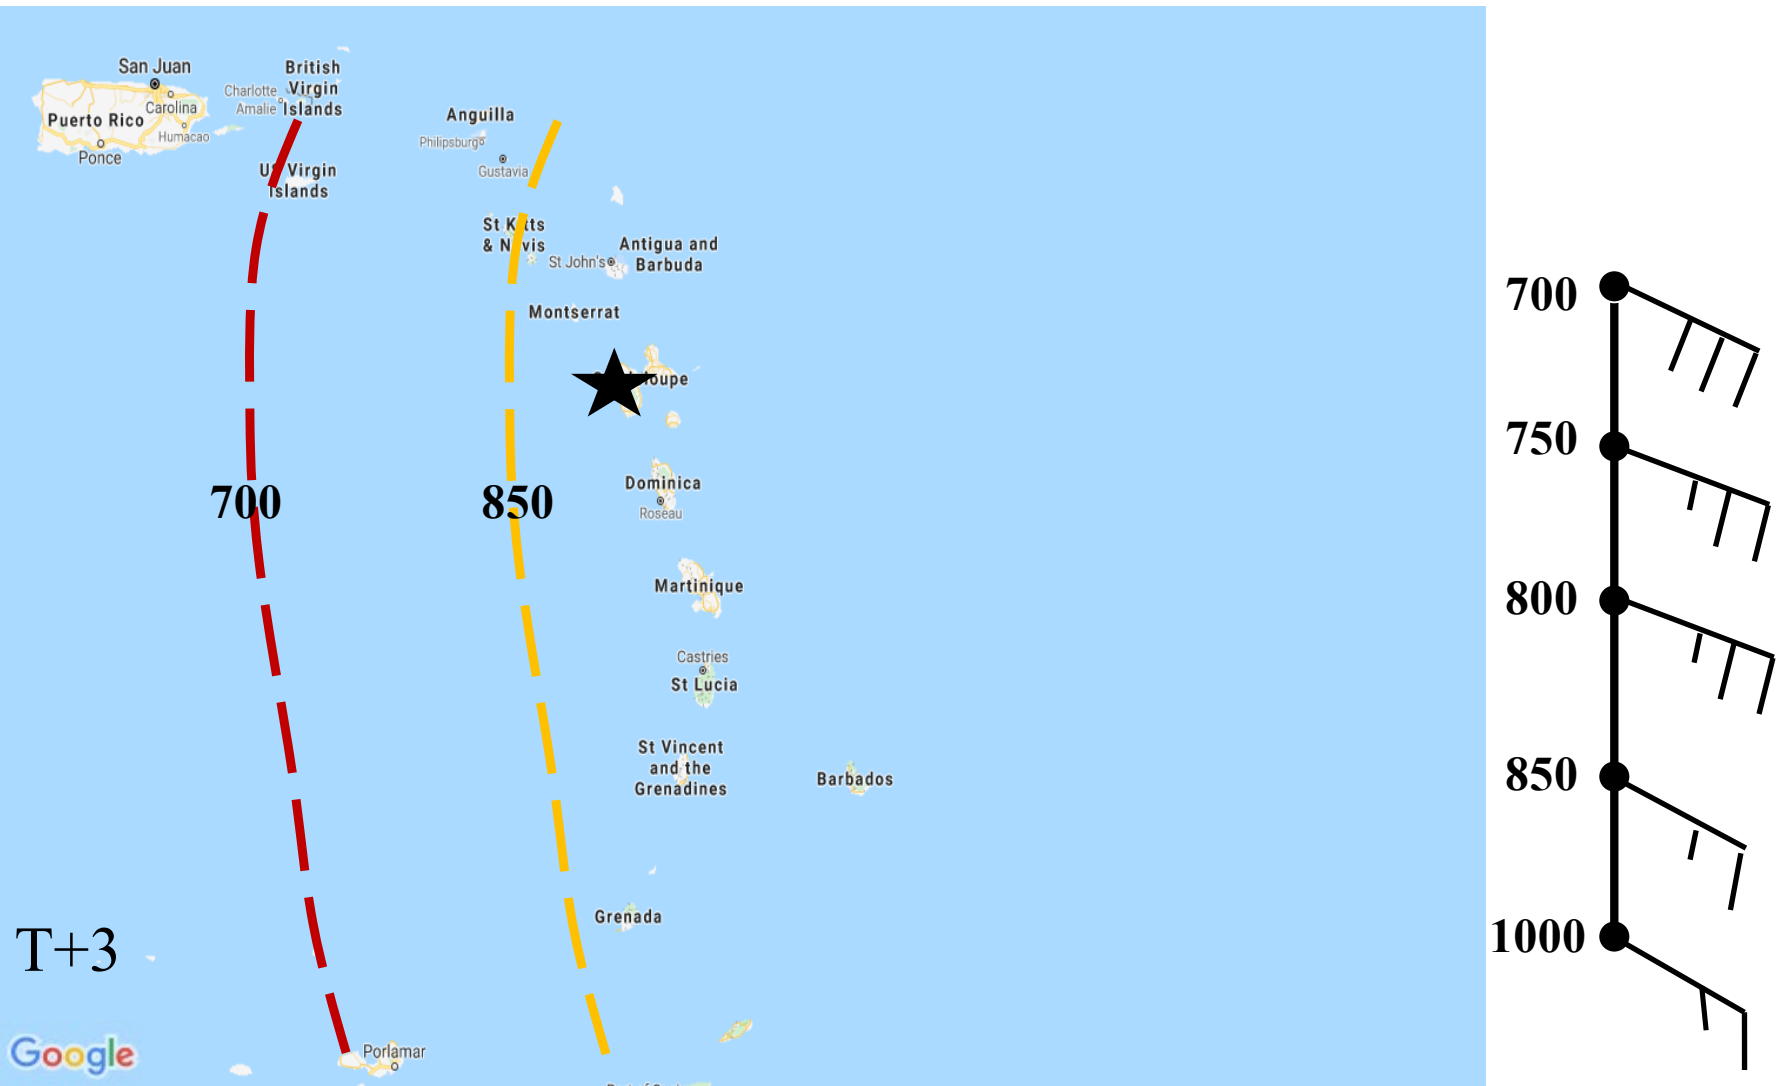 San Juan
Carolina
Puerto Rico
Humacao
Ponce
British
Virgin
Islands
Charlotte
Amalie
US Virgin
Islands
Anguilla
Philipsburg
Gustavia
St Kitts
& Nevis
Antigua and
Barbuda
St John's
Montserrat
Guadeloupe
700
850
Dominica
Roseau
Martinique
Castries
St Lucia
St Vincent
and the
Grenadines
Barbados
Grenada
T+3
Google
Porlamar
700
750
800
850
1000